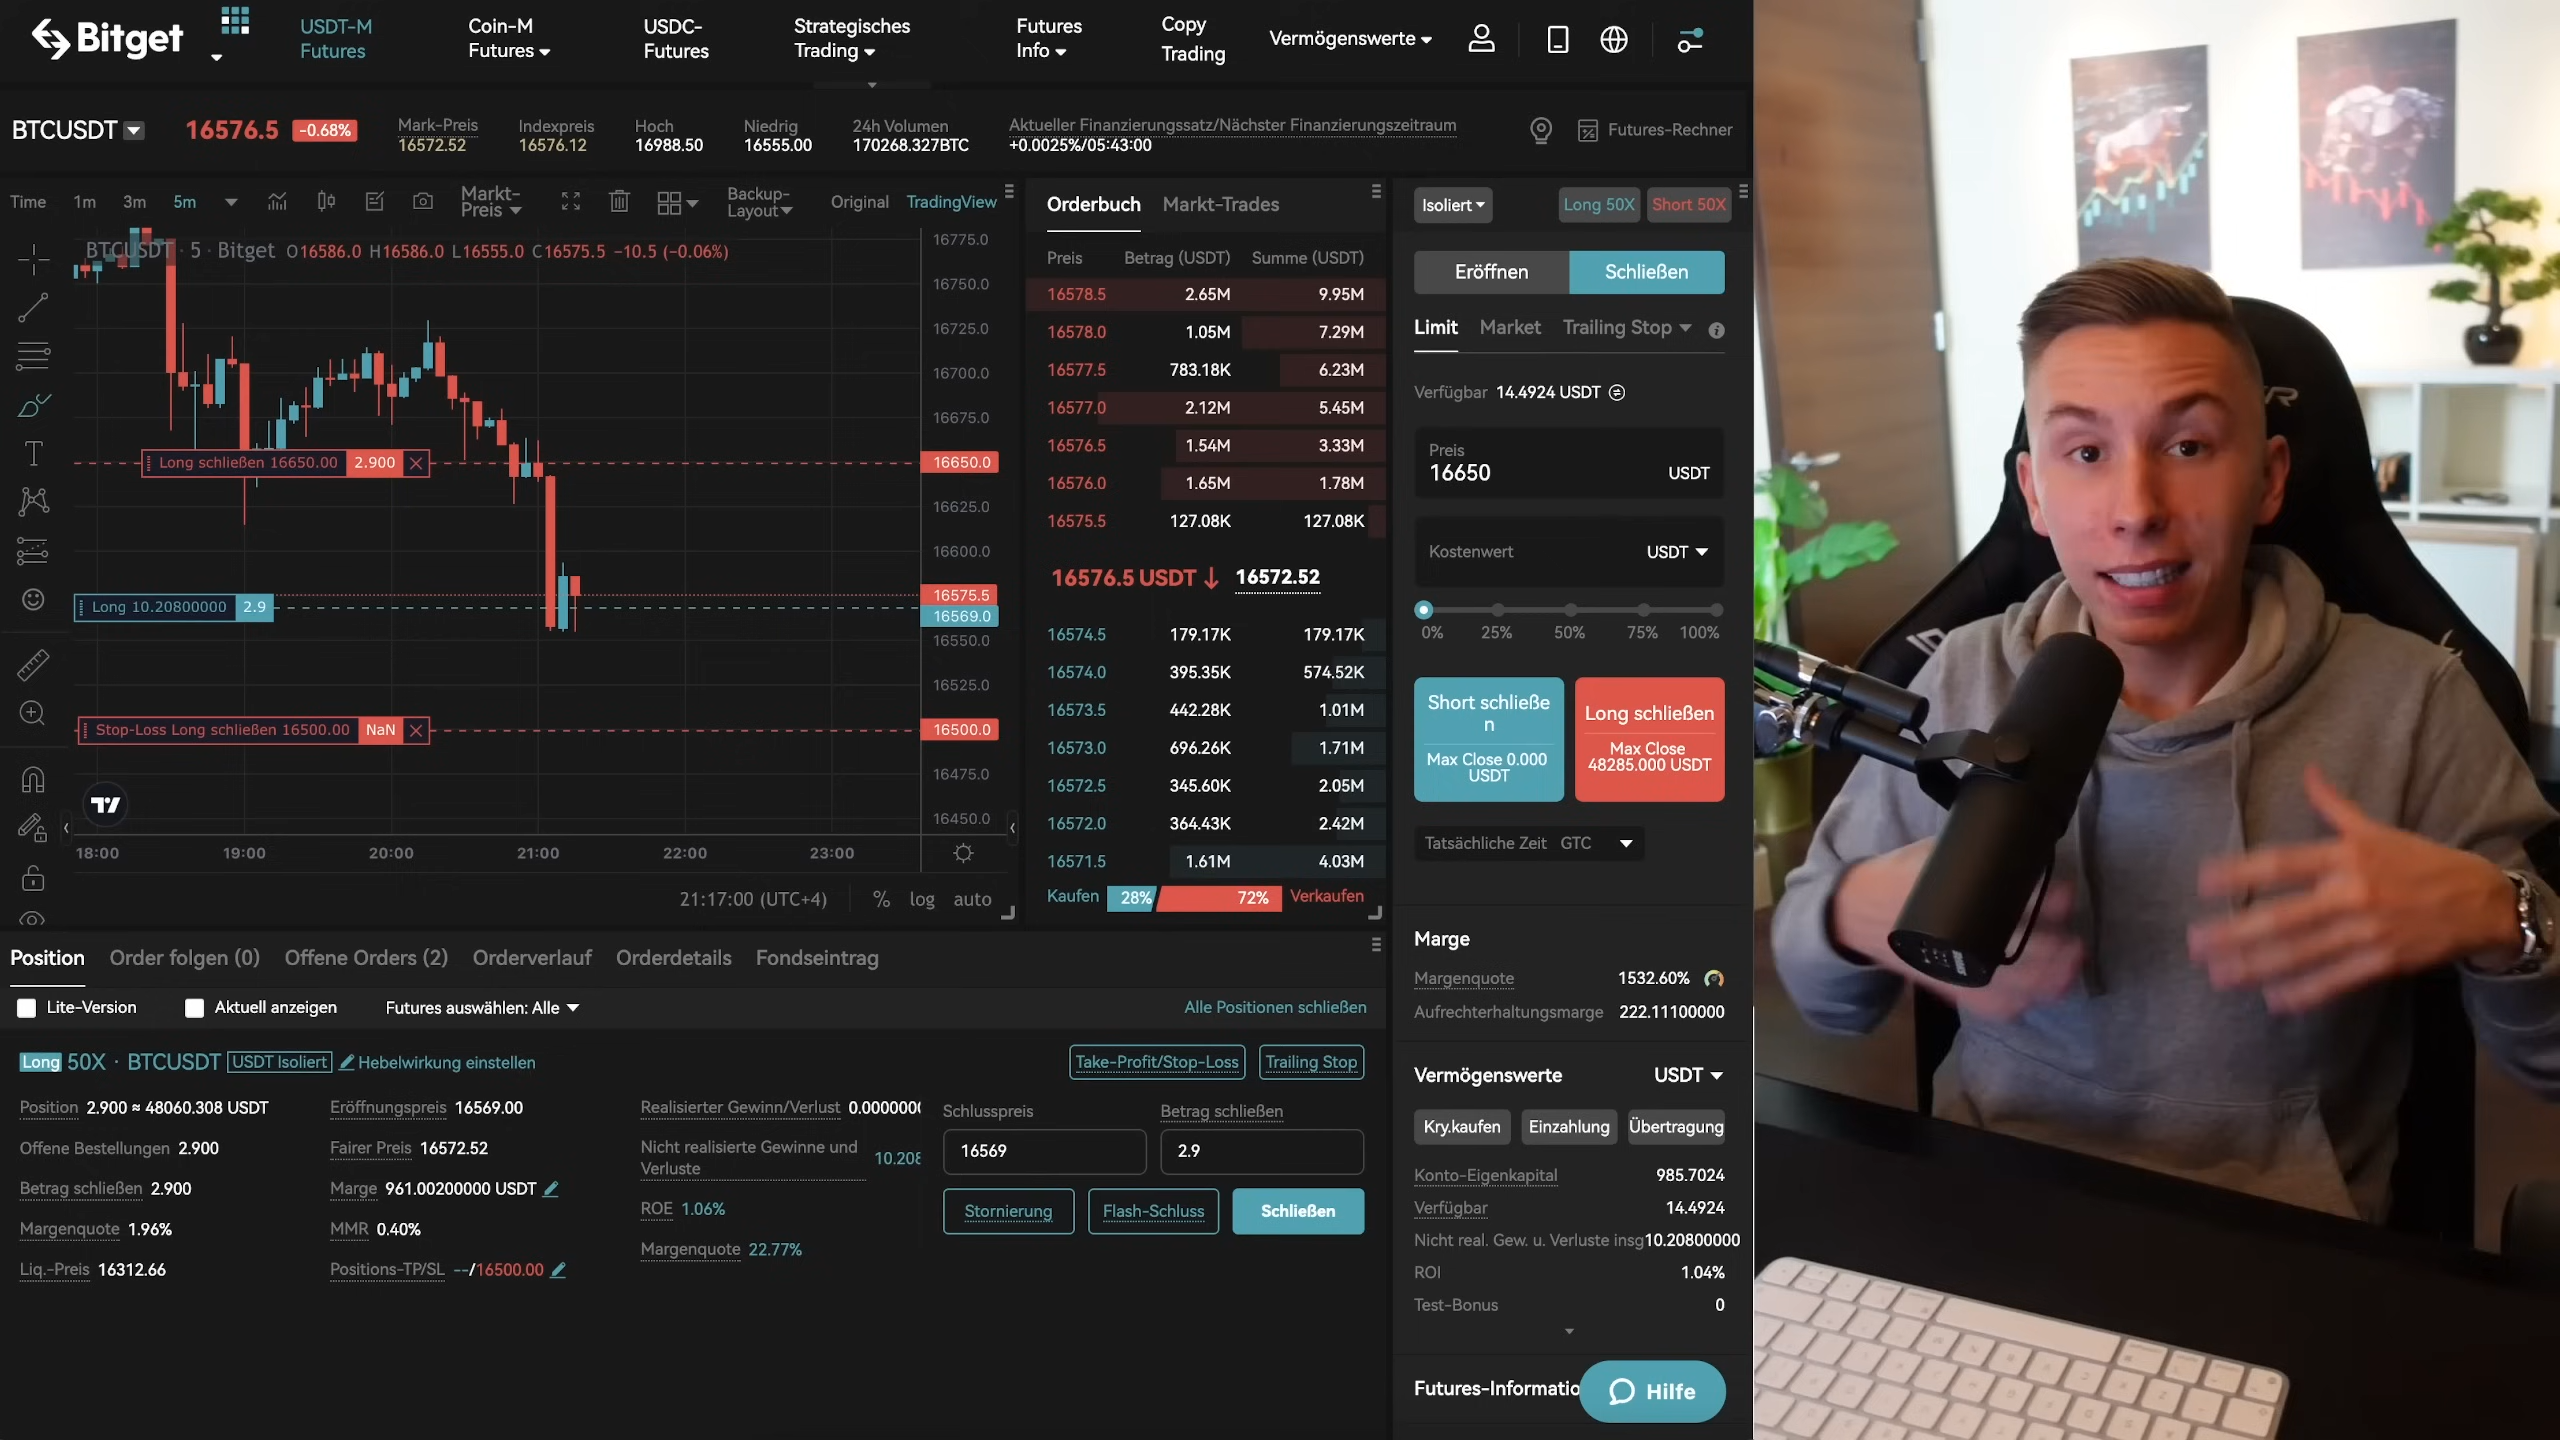 Bitget
USDT-M Futures
Coin-M Futures
USDC-Futures
Strategisches Trading
Futures Info
Copy Trading
Vermögenswerte
BTCUSDT
16576.5
-0.68%
Mark-Preis
16572.52
Indexpreis
16576.12
Hoch
16988.50
Niedrig
16555.00
24h Volumen
170268.327BTC
Aktueller Finanzierungssatz/Nächster Finanzierungszeitraum
+0.0025%/05:43:00
Futures-Rechner
Time 1m 3m 5m
Markt-Preis
Backup-Layout
Original TradingView
BTCUSDT · 5 · Bitget O16586.0 H16586.0 L16555.0 C16575.5 −10.5 (−0.06%)
16775.0
16750.0
16725.0
16700.0
16675.0
Long schließen 16650.00 2.900
16650.0
16625.0
16600.0
16575.5
Long 10.20800000 2.9
16569.0
16550.0
16525.0
Stop-Loss Long schließen 16500.00 NaN
16500.0
16475.0
16450.0
18:00 19:00 20:00 21:00 22:00 23:00
21:17:00 (UTC+4) % log auto
Orderbuch Markt-Trades
Preis Betrag (USDT) Summe (USDT)
16578.5 2.65M 9.95M
16578.0 1.05M 7.29M
16577.5 783.18K 6.23M
16577.0 2.12M 5.45M
16576.5 1.54M 3.33M
16576.0 1.65M 1.78M
16575.5 127.08K 127.08K
16576.5 USDT ↓ 16572.52
16574.5 179.17K 179.17K
16574.0 395.35K 574.52K
16573.5 442.28K 1.01M
16573.0 696.26K 1.71M
16572.5 345.60K 2.05M
16572.0 364.43K 2.42M
16571.5 1.61M 4.03M
Kaufen 28% 72% Verkaufen
Isoliert Long 50X Short 50X
Eröffnen Schließen
Limit Market Trailing Stop
Verfügbar 14.4924 USDT
Preis
16650 USDT
Kostenwert USDT
0% 25% 50% 75% 100%
Short schließe
n
Max Close 0.000
USDT
Long schließen
Max Close
48285.000 USDT
Tatsächliche Zeit GTC
Marge
Margenquote 1532.60%
Aufrechterhaltungsmarge 222.11100000
Vermögenswerte USDT
Kry.kaufen Einzahlung Übertragung
Konto-Eigenkapital 985.7024
Verfügbar 14.4924
Nicht real. Gew. u. Verluste insg10.20800000
ROI 1.04%
Test-Bonus 0
Futures-Informatio
Hilfe
Position Order folgen (0) Offene Orders (2) Orderverlauf Orderdetails Fondseintrag
Lite-Version Aktuell anzeigen Futures auswählen: Alle Alle Positionen schließen
Long 50X · BTCUSDT USDT Isoliert Hebelwirkung einstellen
Take-Profit/Stop-Loss Trailing Stop
Position 2.900 ≈ 48060.308 USDT
Offene Bestellungen 2.900
Betrag schließen 2.900
Margenquote 1.96%
Liq.-Preis 16312.66
Eröffnungspreis 16569.00
Fairer Preis 16572.52
Marge 961.00200000 USDT
MMR 0.40%
Positions-TP/SL --/16500.00
Realisierter Gewinn/Verlust 0.000000
Nicht realisierte Gewinne und
Verluste 10.208
ROE 1.06%
Margenquote 22.77%
Schlusspreis
16569
Betrag schließen
2.9
Stornierung Flash-Schluss Schließen